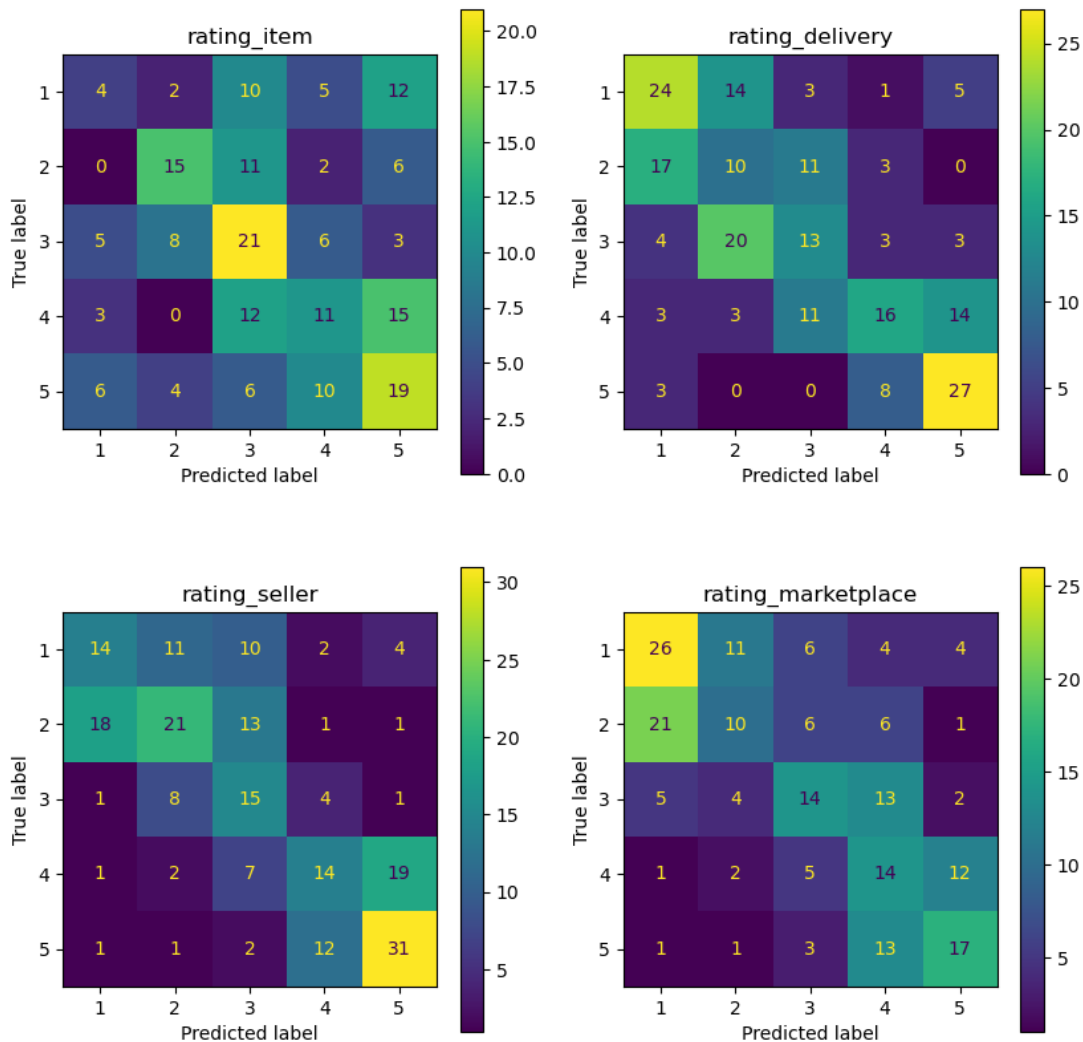 rating_item
1 4 2 10 5 12
2 0 15 11 2 6
3 5 8 21 6 3
4 3 0 12 11 15
5 6 4 6 10 19
1 2 3 4 5
Predicted label
True label
20.0
17.5
15.0
12.5
10.0
7.5
5.0
2.5
0.0
rating_delivery
1 24 14 3 1 5
2 17 10 11 3 0
3 4 20 13 3 3
4 3 3 11 16 14
5 3 0 0 8 27
1 2 3 4 5
Predicted label
True label
25
20
15
10
5
0
rating_seller
1 14 11 10 2 4
2 18 21 13 1 1
3 1 8 15 4 1
4 1 2 7 14 19
5 1 1 2 12 31
1 2 3 4 5
Predicted label
True label
30
25
20
15
10
5
rating_marketplace
1 26 11 6 4 4
2 21 10 6 6 1
3 5 4 14 13 2
4 1 2 5 14 12
5 1 1 3 13 17
1 2 3 4 5
Predicted label
True label
25
20
15
10
5